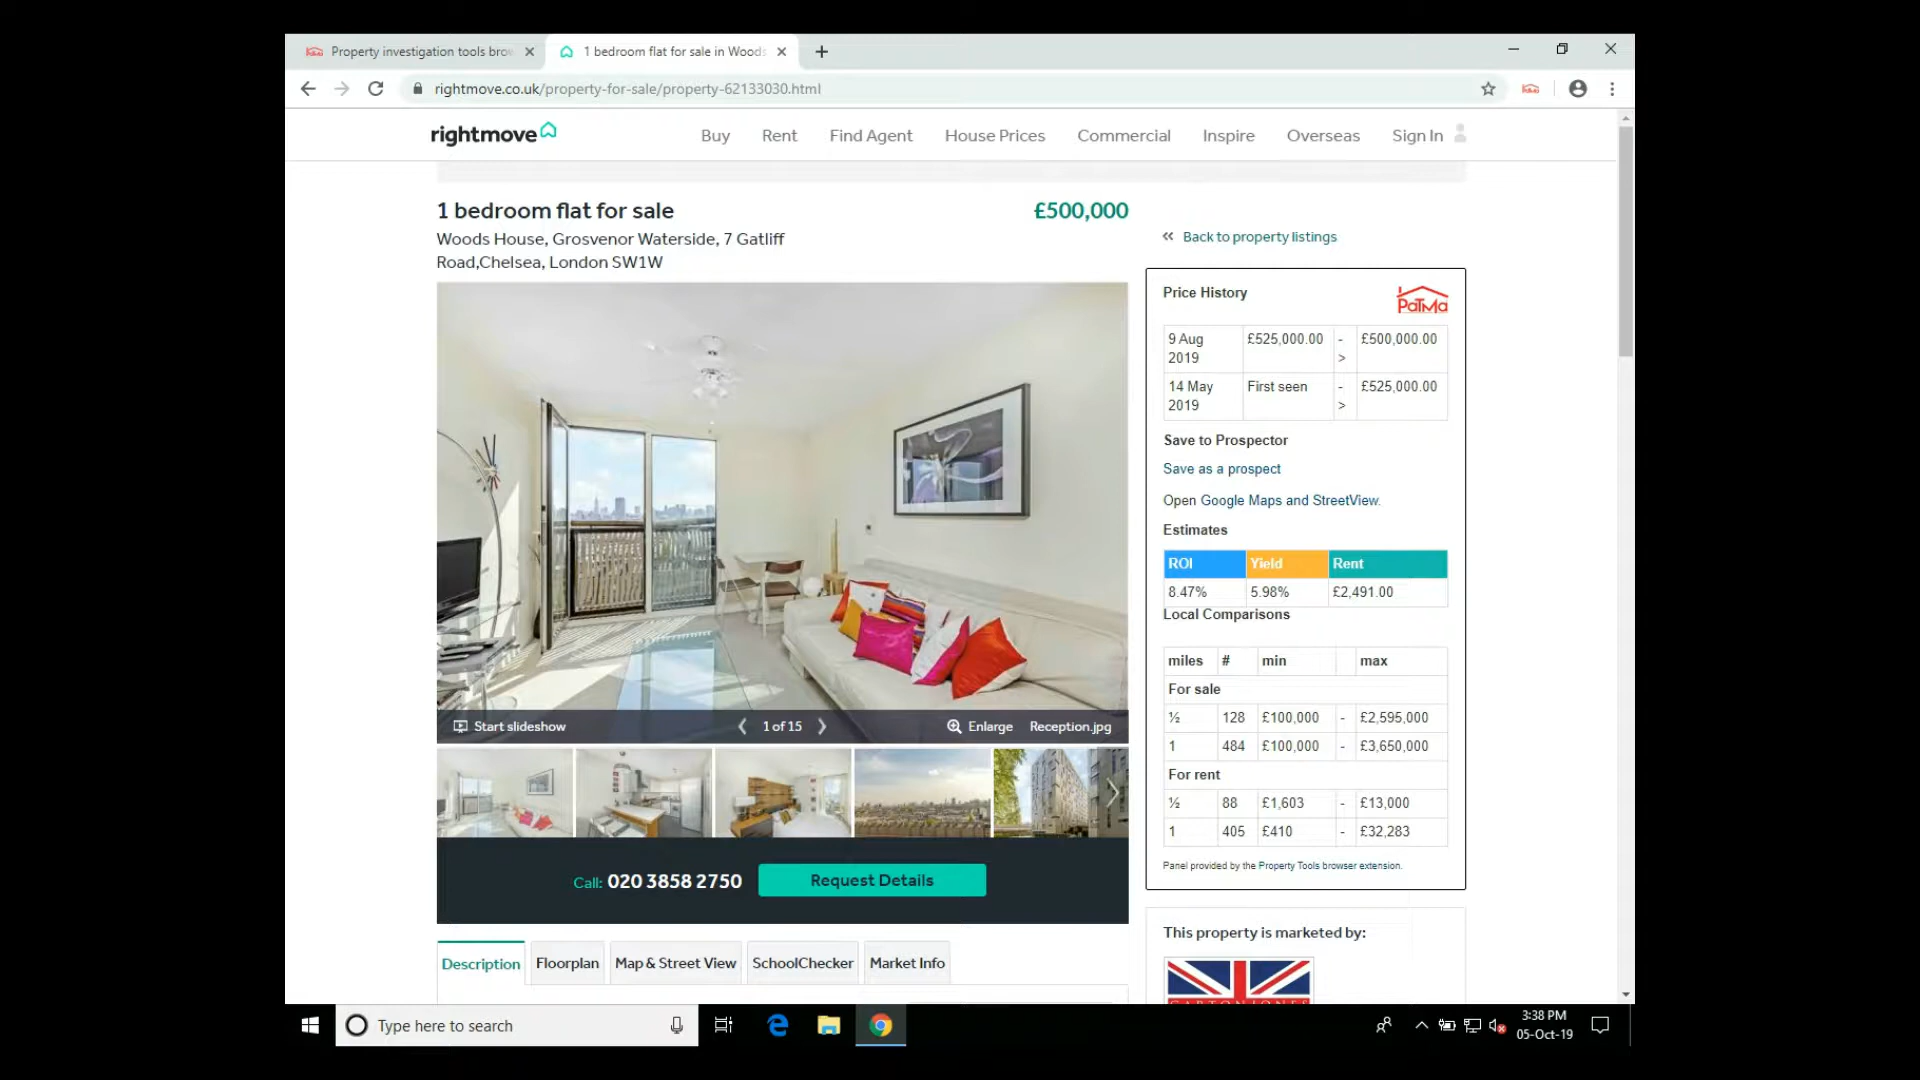 Property investigation tools brow
1 bedroom flat for sale in Woods
rightmove.co.uk/property-for-sale/property-62133030.html
rightmove
Buy
Rent
Find Agent
House Prices
Commercial
Inspire
Overseas
Sign In
1 bedroom flat for sale
£500,000
Woods House, Grosvenor Waterside, 7 Gatliff
Road,Chelsea, London SW1W
Back to property listings
Price History
PaTMa
9 Aug 2019 £525,000.00 -> £500,000.00
14 May 2019 First seen -> £525,000.00
Save to Prospector
Save as a prospect
Open Google Maps and StreetView.
Estimates
ROI Yield Rent
8.47% 5.98% £2,491.00
Local Comparisons
miles # min max
For sale
½ 128 £100,000 - £2,595,000
1 484 £100,000 - £3,650,000
For rent
½ 88 £1,603 - £13,000
1 405 £410 - £32,283
Panel provided by the Property Tools browser extension.
Start slideshow
1 of 15
Enlarge
Reception.jpg
Call: 020 3858 2750
Request Details
Description
Floorplan
Map & Street View
SchoolChecker
Market Info
This property is marketed by:
Type here to search
3:38 PM
05-Oct-19